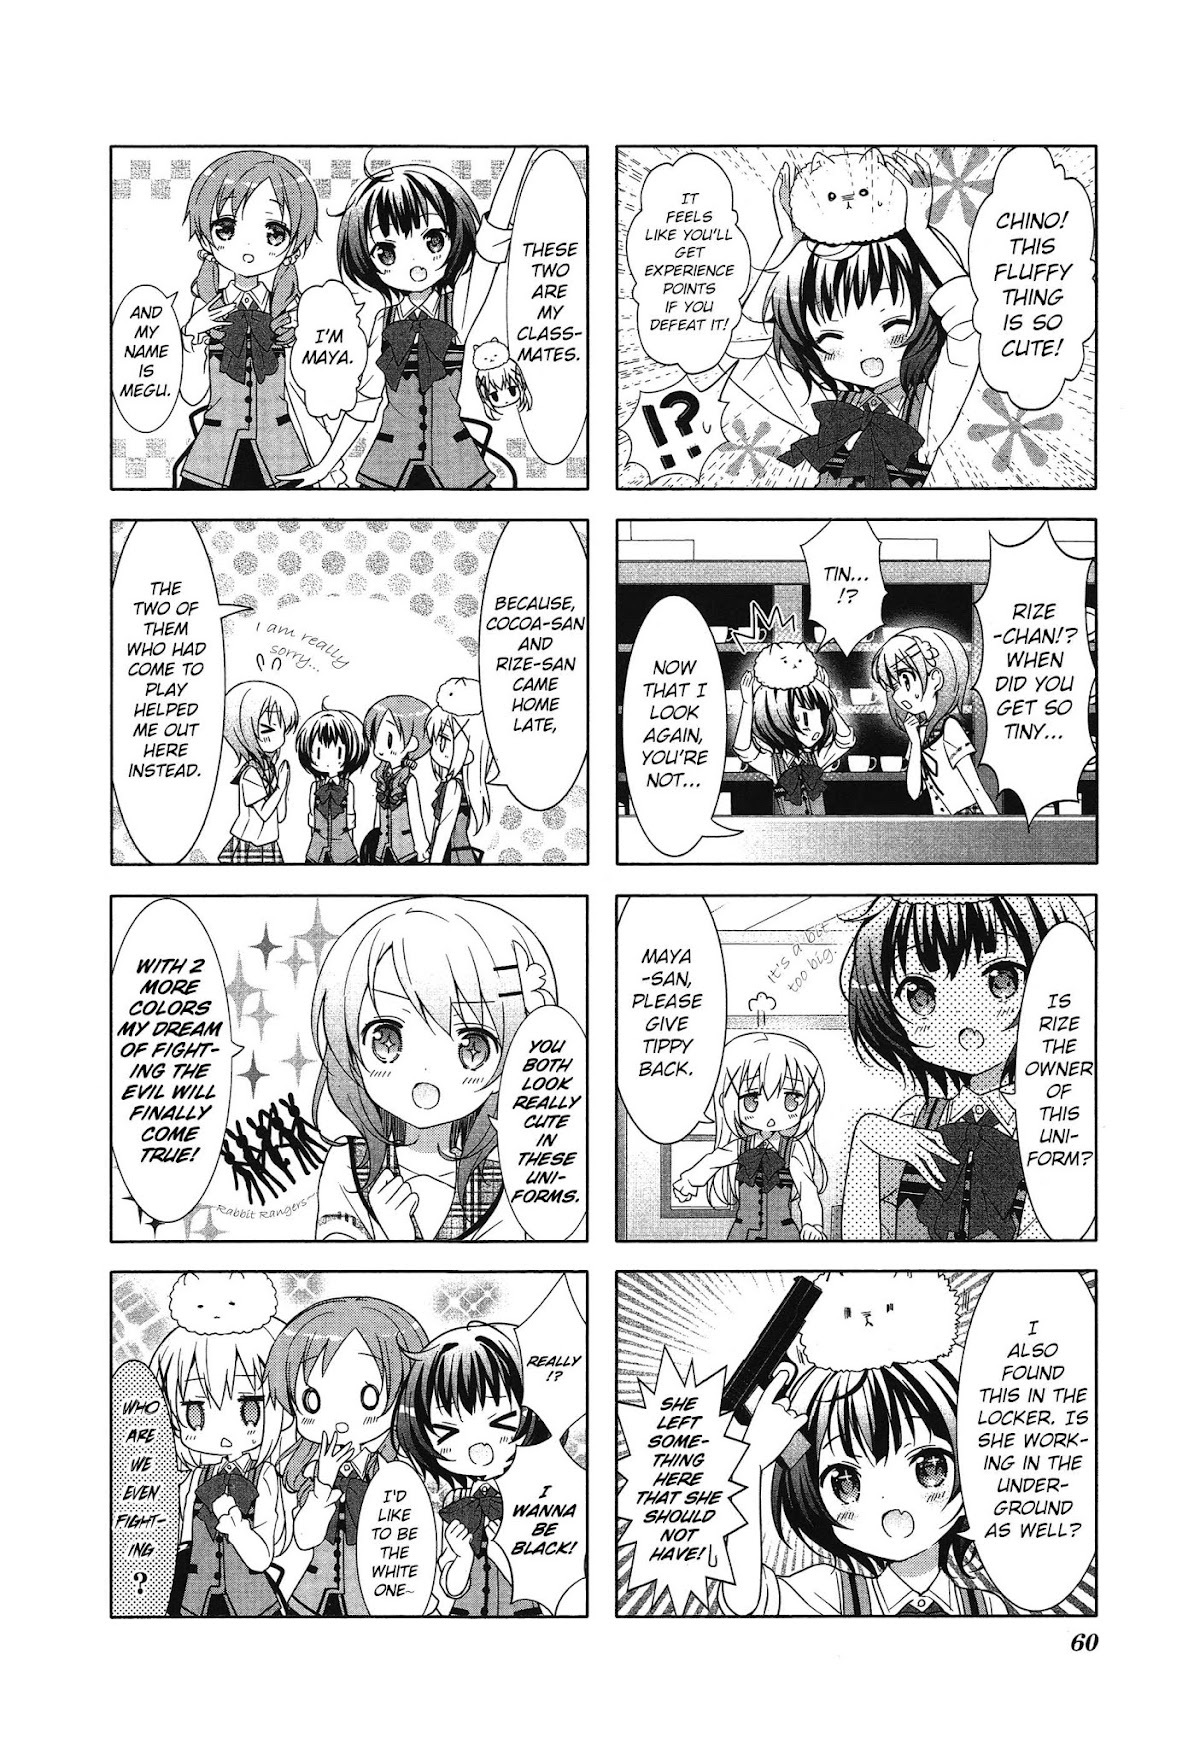 CHINO!
THIS
FLUFFY
THING
IS SO
CUTE!
IT
FEELS
LIKE YOU'LL
GET
EXPERIENCE
POINTS
IF YOU
DEFEAT IT!
!?
RIZE
-CHAN!?
WHEN
DID YOU
GET SO
TINY...
TIN...
!?
NOW
THAT I
LOOK
AGAIN,
YOU'RE
NOT...
IS
RIZE
THE
OWNER
OF
THIS
UNI-
FORM?
It's a bit
too big.
MAYA
-SAN,
PLEASE
GIVE
TIPPY
BACK.
I
ALSO
FOUND
THIS IN THE
LOCKER. IS
SHE WORK-
ING IN THE
UNDER-
GROUND
AS WELL?
SHE
LEFT
SOME-
THING
HERE
THAT SHE
SHOULD
NOT
HAVE!
THESE
TWO
ARE
MY
CLASS-
MATES.
I'M
MAYA.
AND
MY
NAME
IS
MEGU.
BECAUSE,
COCOA-SAN
AND
RIZE-SAN
CAME
HOME
LATE,
I am really
sorry...
THE
TWO OF
THEM
WHO HAD
COME TO
PLAY
HELPED
ME OUT
HERE
INSTEAD.
YOU
BOTH
LOOK
REALLY
CUTE IN
THESE
UNI-
FORMS.
WITH 2
MORE
COLORS
MY DREAM
OF FIGHT-
ING THE
EVIL WILL
FINALLY
COME
TRUE!
Rabbit Rangers~
REALLY
!?
I
WANNA
BE
BLACK!
I'D
LIKE
TO BE
THE
WHITE
ONE~
WHO
ARE
WE
EVEN
FIGHT-
ING
?
60